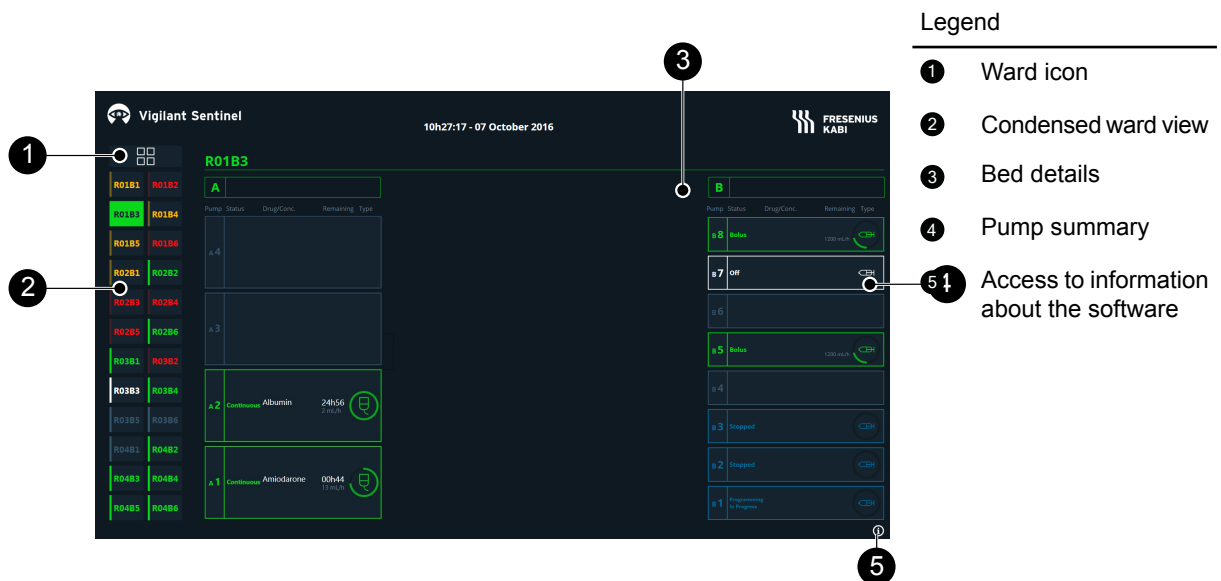 Legend
1 Ward icon
2 Condensed ward view
3 Bed details
4 Pump summary
5 Access to information
about the software
3
Vigilant Sentinel
10h27:17 - 07 October 2016
FRESENIUS
KABI
1
R01B3
R01B1 R01B2
R01B3 R01B4
R01B5 R01B6
R02B1 R02B2
R02B3 R02B4
R02B5 R02B6
R03B1 R03B2
R03B3 R03B4
R03B5 R03B6
R04B1 R04B2
R04B3 R04B4
R04B5 R04B6
2
A
Pump Status Drug/Conc. Remaining Type
A4
A3
A2 Continuous Albumin 24h56
2 mL/h
A1 Continuous Amiodarone 00h44
13 mL/h
B
Pump Status Drug/Conc. Remaining Type
B8 Bolus 1200 mL/h
B7 Off
4
B6
B5 Bolus 1200 mL/h
B4
B3 Stopped
B2 Stopped
B1 Programming
In Progress
i
5